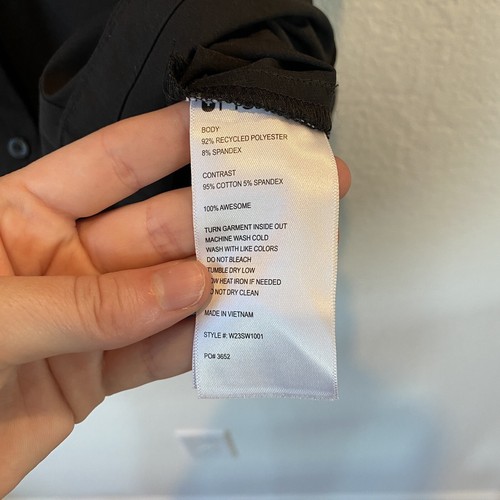 BODY
92% RECYCLED POLYESTER
8% SPANDEX
CONTRAST
95% COTTON 5% SPANDEX
100% AWESOME
TURN GARMENT INSIDE OUT
MACHINE WASH COLD
WASH WITH LIKE COLORS
DO NOT BLEACH
TUMBLE DRY LOW
LOW HEAT IRON IF NEEDED
DO NOT DRY CLEAN
MADE IN VIETNAM
STYLE #: W23SW1001
PO# 3652